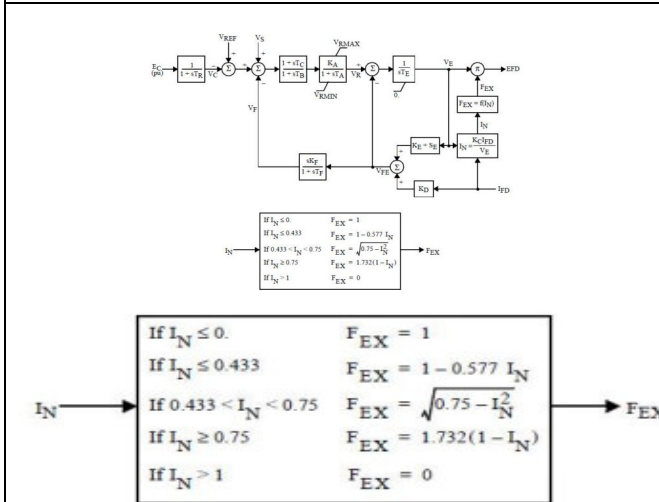 V_REF
V_S
V_RMAX
E_C
(pu)
1
1 + sT_R
V_C
Σ
Σ
1 + sT_C
1 + sT_B
K_A
1 + sT_A
V_RMIN
V_R
Σ
1
sT_E
0.
V_E
π
EFD
F_EX
F_EX = f(I_N)
I_N
I_N = K_C I_FD
V_E
V_F
K_E + S_E
Σ
V_FE
sK_F
1 + sT_F
K_D
I_FD
If I_N ≤ 0. F_EX = 1
If I_N ≤ 0.433 F_EX = 1 – 0.577 I_N
I_N If 0.433 < I_N < 0.75 F_EX = √0.75 – I_N^2 F_EX
If I_N ≥ 0.75 F_EX = 1.732(1 – I_N)
If I_N > 1 F_EX = 0
If I_N ≤ 0. F_EX = 1
If I_N ≤ 0.433 F_EX = 1 – 0.577 I_N
I_N If 0.433 < I_N < 0.75 F_EX = √0.75 – I_N^2 F_EX
If I_N ≥ 0.75 F_EX = 1.732(1 – I_N)
If I_N > 1 F_EX = 0